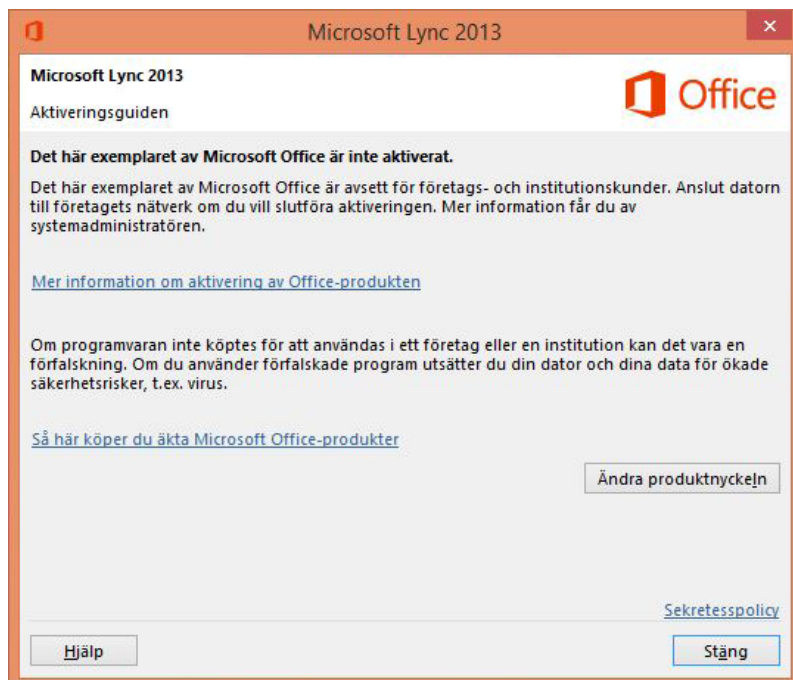 Microsoft Lync 2013
Microsoft Lync 2013
Office
Aktiveringsguiden
Det här exemplaret av Microsoft Office är inte aktiverat.
Det här exemplaret av Microsoft Office är avsett för företags- och institutionskunder. Anslut datorn
till företagets nätverk om du vill slutföra aktiveringen. Mer information får du av
systemadministratören.
Mer information om aktivering av Office-produkten
Om programvaran inte köptes för att användas i ett företag eller en institution kan det vara en
förfalskning. Om du använder förfalskade program utsätter du din dator och dina data för ökade
säkerhetsrisker, t.ex. virus.
Så här köper du äkta Microsoft Office-produkter
Ändra produktnyckeln
Sekretesspolicy
Hjälp
Stäng